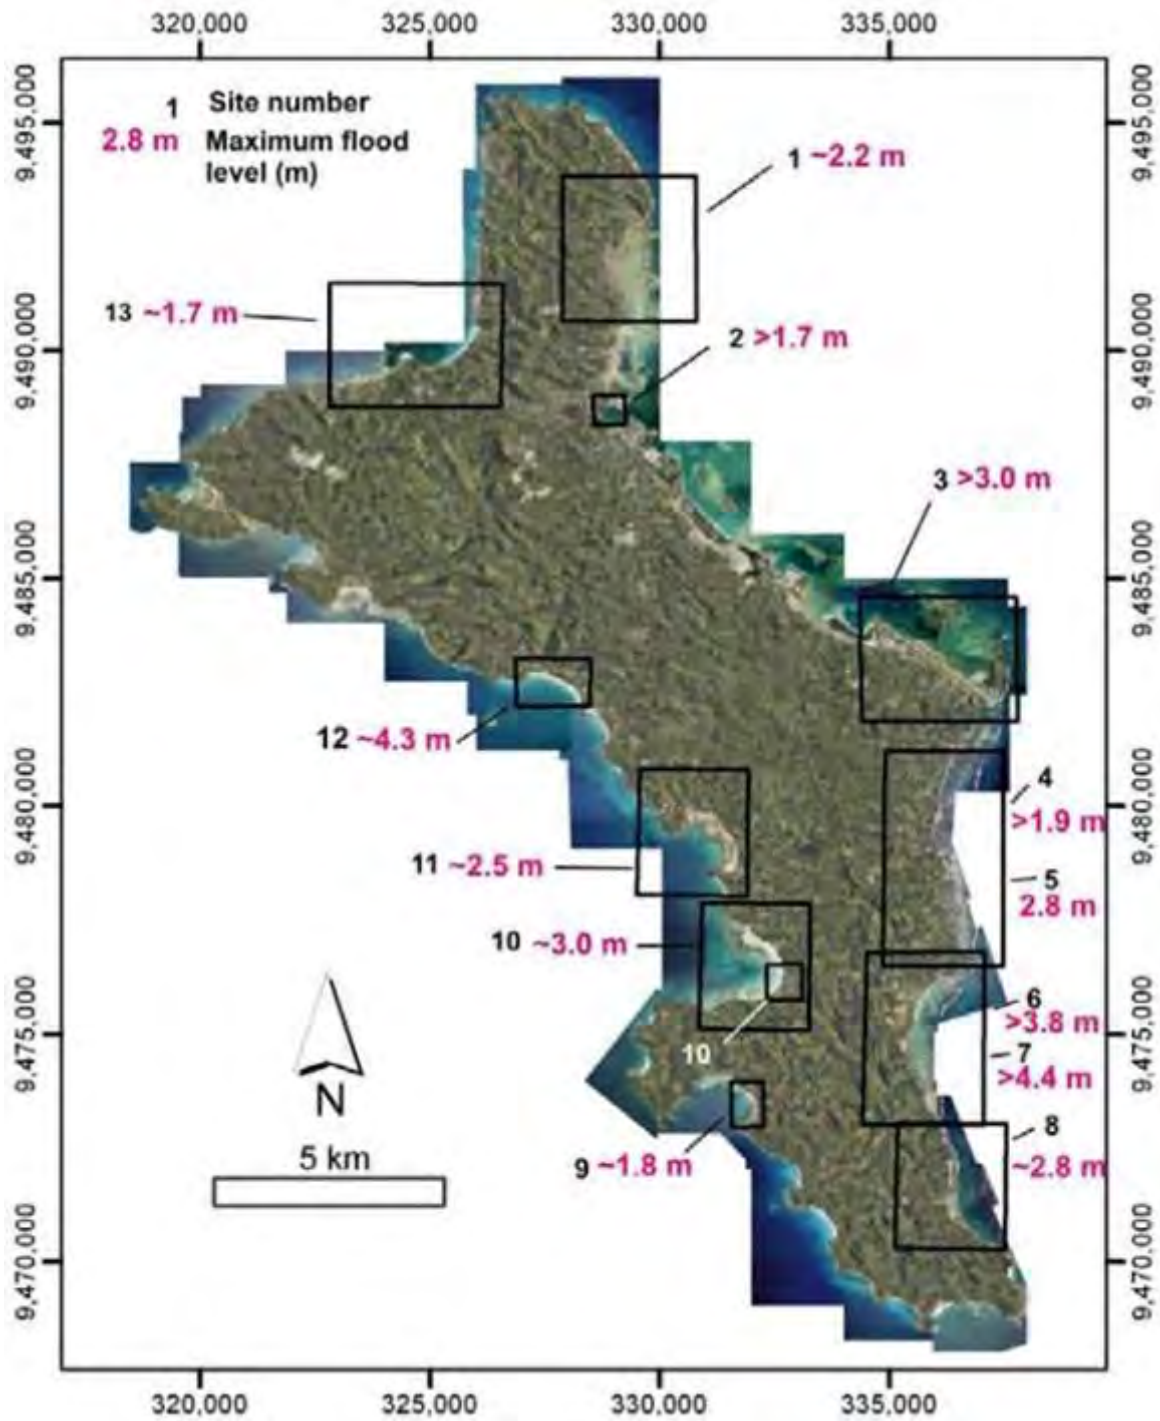 320,000 325,000 330,000 335,000
9,495,000 9,495,000
1 Site number
2.8 m Maximum flood
level (m)
1 ~2.2 m
13 ~1.7 m
9,490,000 9,490,000
2 >1.7 m
3 >3.0 m
9,485,000 9,485,000
12 ~4.3 m
4
>1.9 m
9,480,000 9,480,000
11 ~2.5 m
5
2.8 m
10 ~3.0 m
6
>3.8 m
9,475,000 9,475,000
10
7
>4.4 m
N
8
~2.8 m
5 km
9 ~1.8 m
9,470,000 9,470,000
320,000 325,000 330,000 335,000